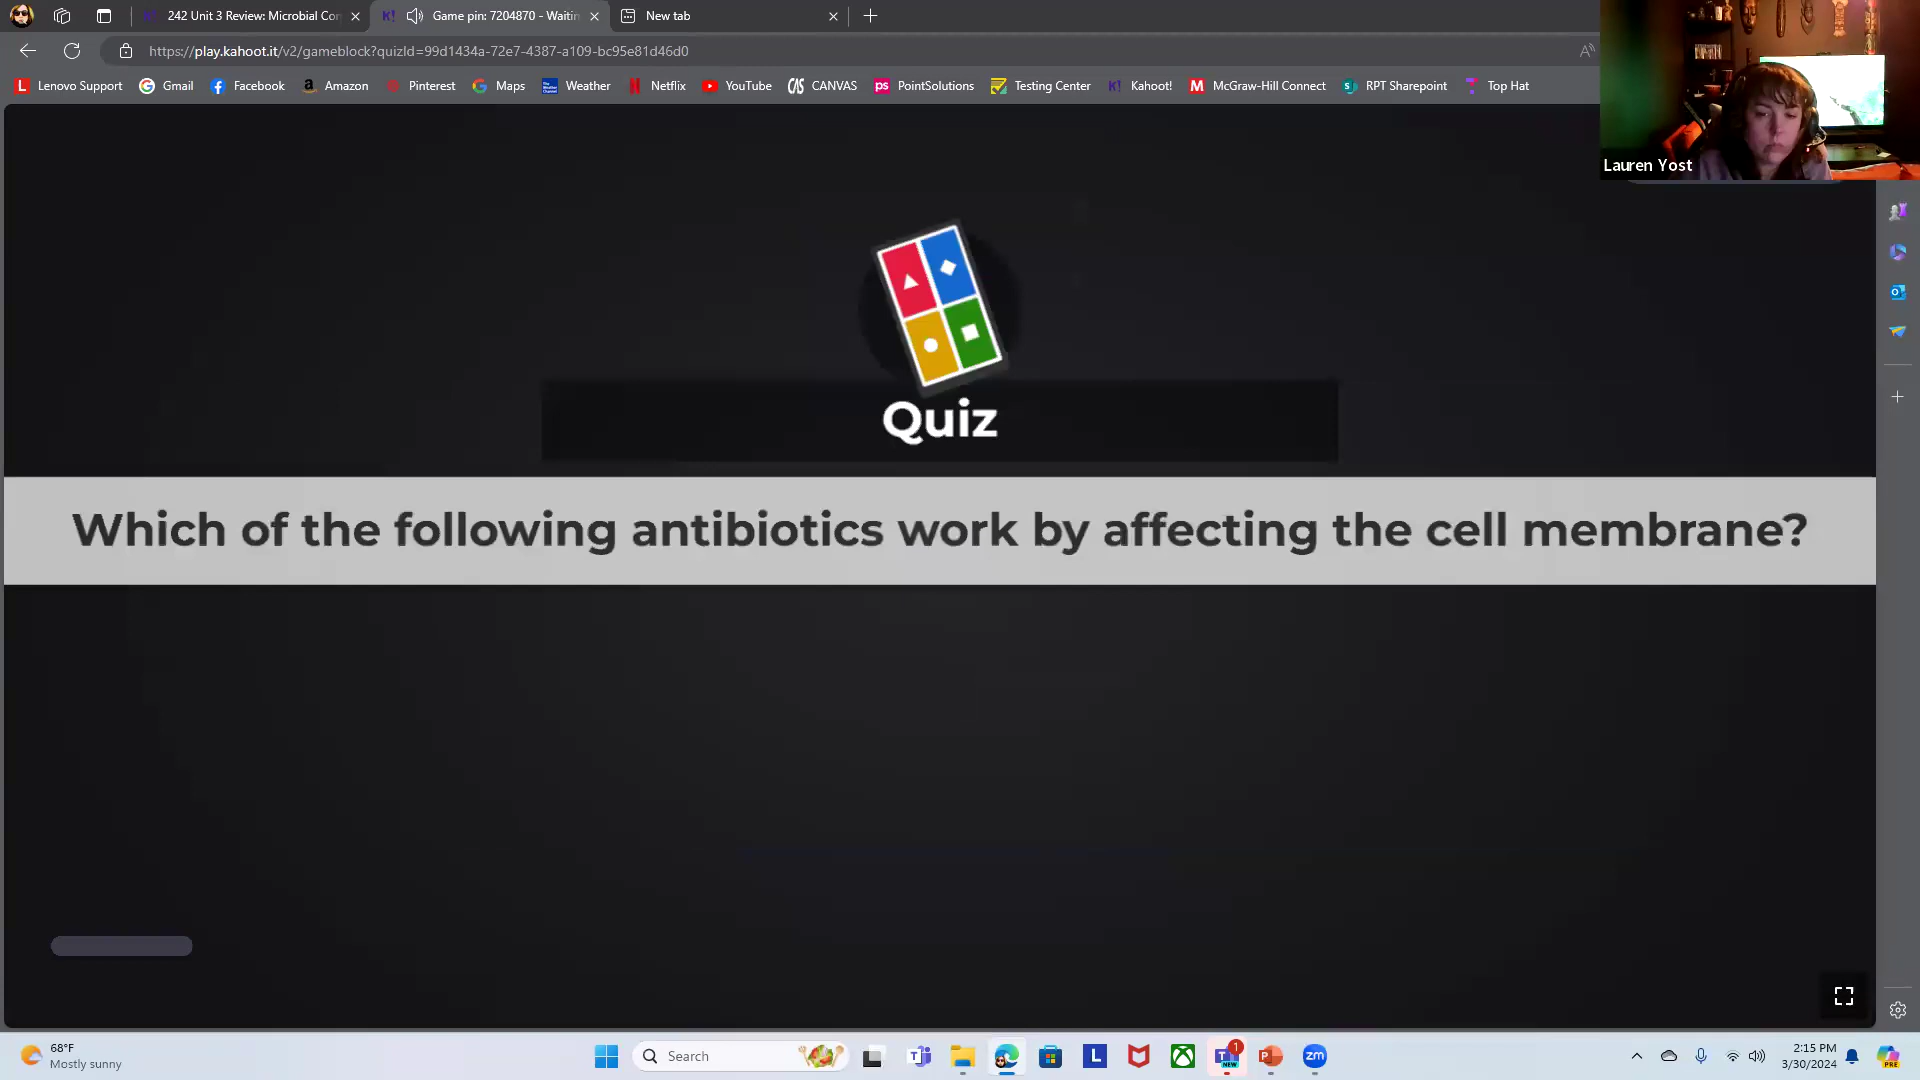 242 Unit 3 Review: Microbial Con
Game pin: 7204870 - Waitin
New tab
https://play.kahoot.it/v2/gameblock?quizId=99d1434a-72e7-4387-a109-bc95e81d46d0
Lenovo Support
Gmail
Facebook
Amazon
Pinterest
Maps
Weather
Netflix
YouTube
CANVAS
PointSolutions
Testing Center
Kahoot!
McGraw-Hill Connect
RPT Sharepoint
Top Hat
Lauren Yost
Quiz
Which of the following antibiotics work by affecting the cell membrane?
68°F
Mostly sunny
Search
2:15 PM
3/30/2024